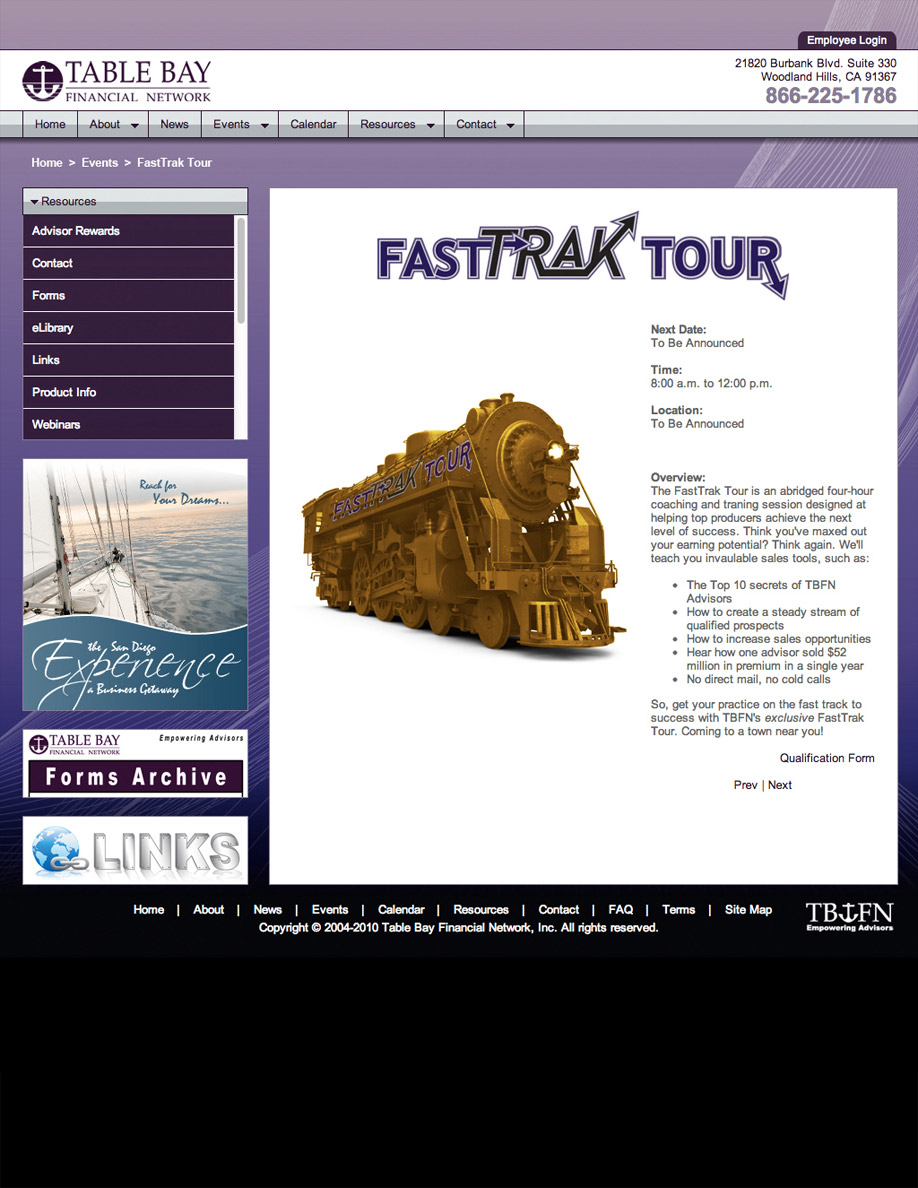 Employee Login
TABLE BAY
FINANCIAL NETWORK
21820 Burbank Blvd. Suite 330
Woodland Hills, CA 91367
866-225-1786
Home About News Events Calendar Resources Contact
Home > Events > FastTrak Tour
Resources
Advisor Rewards
Contact
Forms
eLibrary
Links
Product Info
Webinars
Reach for
Your Dreams...
the San Diego
Experience
a Business Getaway
TABLE BAY
FINANCIAL NETWORK
Empowering Advisors
Forms Archive
LINKS
FASTTRAK TOUR
FASTTRAK TOUR
Next Date:
To Be Announced
Time:
8:00 a.m. to 12:00 p.m.
Location:
To Be Announced
Overview:
The FastTrak Tour is an abridged four-hour
coaching and traning session designed at
helping top producers achieve the next
level of success. Think you've maxed out
your earning potential? Think again. We'll
teach you invaulable sales tools, such as:
• The Top 10 secrets of TBFN
Advisors
• How to create a steady stream of
qualified prospects
• How to increase sales opportunities
• Hear how one advisor sold $52
million in premium in a single year
• No direct mail, no cold calls
So, get your practice on the fast track to
success with TBFN's exclusive FastTrak
Tour. Coming to a town near you!
Qualification Form
Prev | Next
Home | About | News | Events | Calendar | Resources | Contact | FAQ | Terms | Site Map
Copyright © 2004-2010 Table Bay Financial Network, Inc. All rights reserved.
TBFN
Empowering Advisors